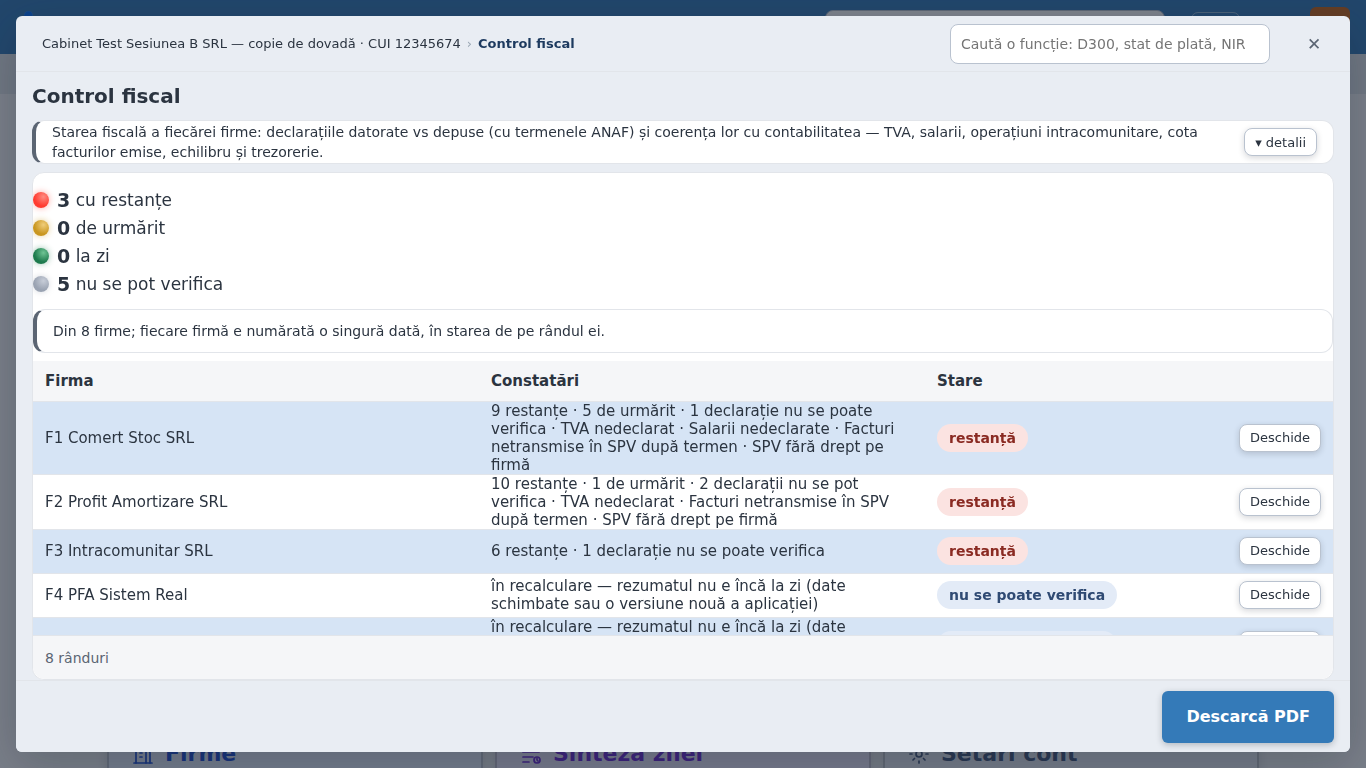 Cabinet Test Sesiunea B SRL — copie de dovadă · CUI 12345674 › Control fiscal
Caută o funcție: D300, stat de plată, NIR
✕
Control fiscal
Starea fiscală a fiecărei firme: declarațiile datorate vs depuse (cu termenele ANAF) și coerența lor cu contabilitatea — TVA, salarii, operațiuni intracomunitare, cota
facturilor emise, echilibru și trezorerie.
▾ detalii
3 cu restanțe
0 de urmărit
0 la zi
5 nu se pot verifica
Din 8 firme; fiecare firmă e numărată o singură dată, în starea de pe rândul ei.
Firma Constatări Stare
F1 Comert Stoc SRL
9 restanțe · 5 de urmărit · 1 declarație nu se poate
verifica · TVA nedeclarat · Salarii nedeclarate · Facturi
netransmise în SPV după termen · SPV fără drept pe
firmă
restanță
Deschide
F2 Profit Amortizare SRL
10 restanțe · 1 de urmărit · 2 declarații nu se pot
verifica · TVA nedeclarat · Facturi netransmise în SPV
după termen · SPV fără drept pe firmă
restanță
Deschide
F3 Intracomunitar SRL
6 restanțe · 1 declarație nu se poate verifica
restanță
Deschide
F4 PFA Sistem Real
în recalculare — rezumatul nu e încă la zi (date
schimbate sau o versiune nouă a aplicației)
nu se poate verifica
Deschide
în recalculare — rezumatul nu e încă la zi (date
8 rânduri
Descarcă PDF
Firme
Sinteza zilei
Setări cont